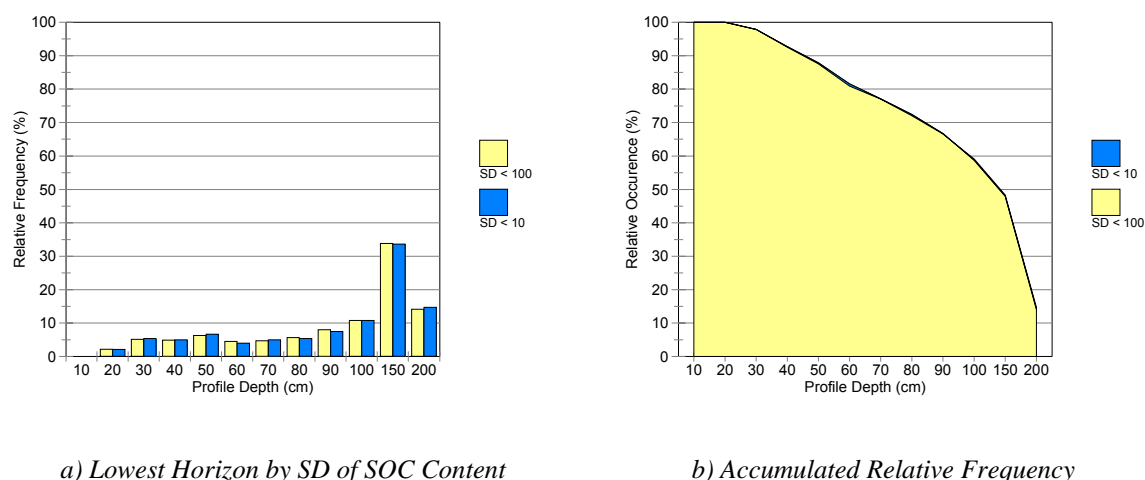 100
90
80
70
60
50
40
30
20
10
0
Relative Frequency (%)
10 20 30 40 50 60 70 80 90 100 150 200
Profile Depth (cm)
SD < 100
SD < 10
a) Lowest Horizon by SD of SOC Content
100
90
80
70
60
50
40
30
20
10
0
Relative Occurence (%)
10 20 30 40 50 60 70 80 90 100 150 200
Profile Depth (cm)
SD < 10
SD < 100
b) Accumulated Relative Frequency